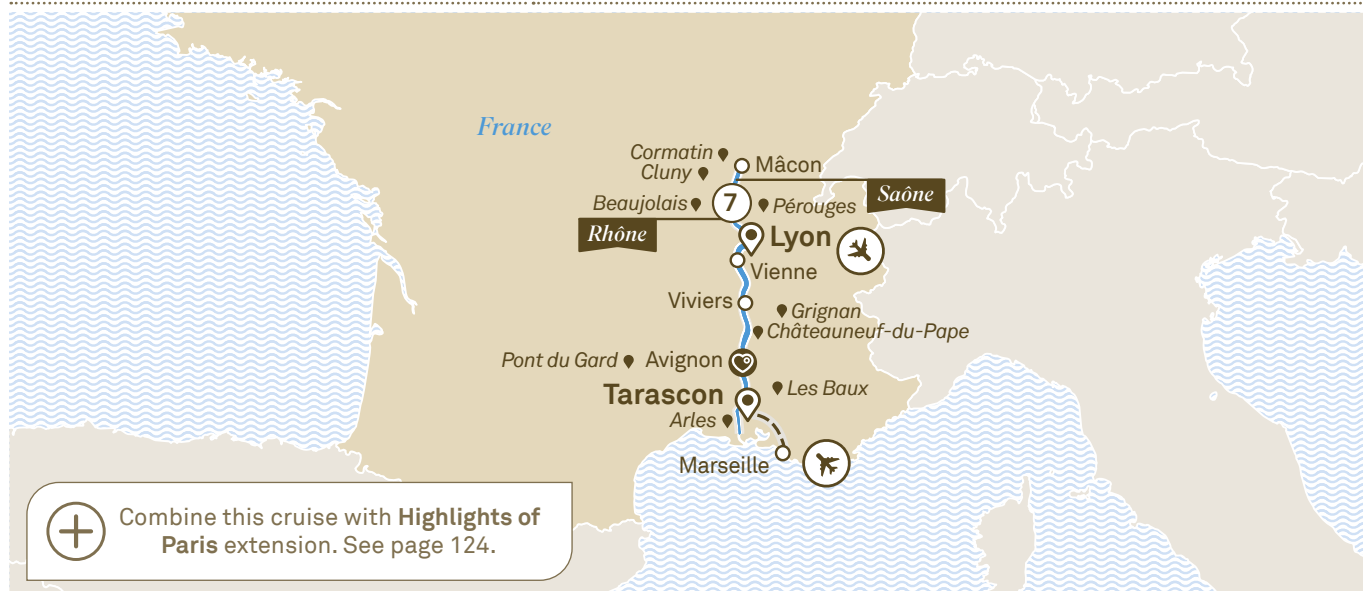 France
Cormatin
Mâcon
Cluny
Saône
Beaujolais
7
Pérouges
Rhône
Lyon
Vienne
Viviers
Grignan
Châteauneuf-du-Pape
Pont du Gard
Avignon
Les Baux
Tarascon
Arles
Marseille
Combine this cruise with Highlights of
Paris extension. See page 124.